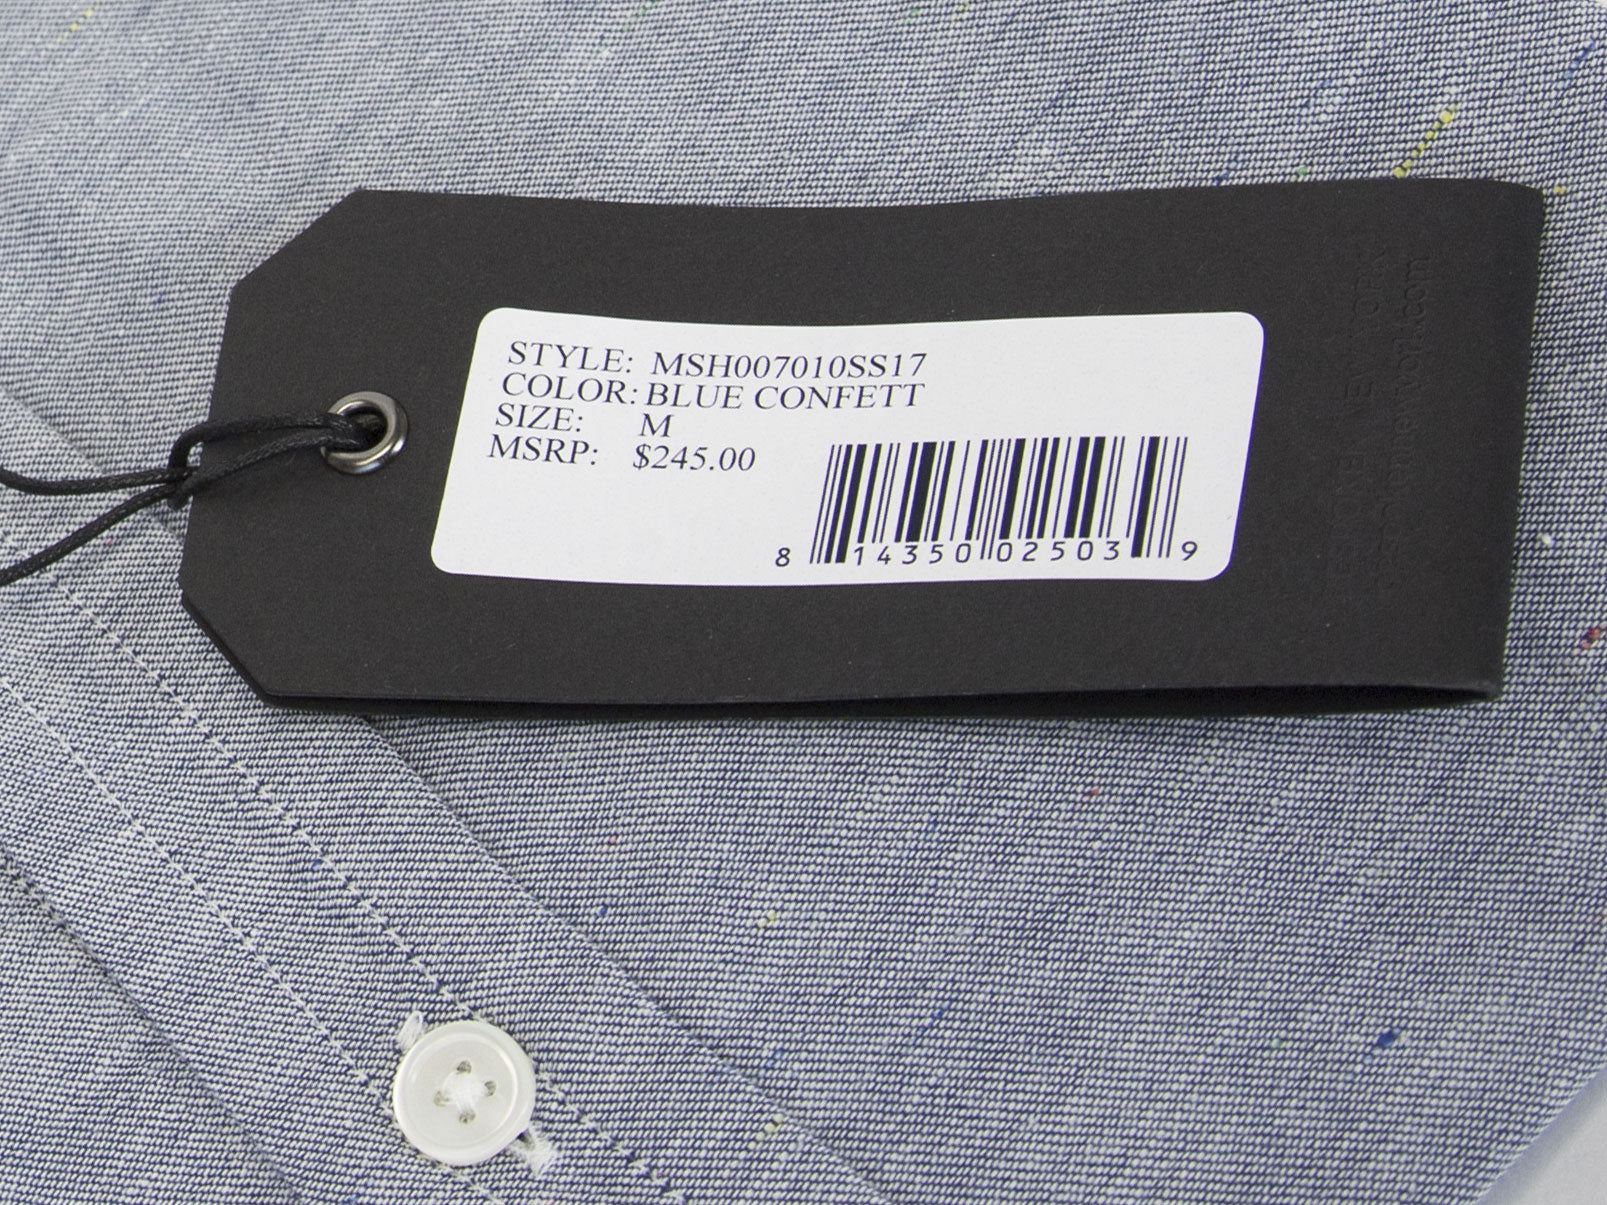 STYLE: MSH007010SS17
COLOR: BLUE CONFETT
SIZE: M
MSRP: $245.00
8 14350 02503 9